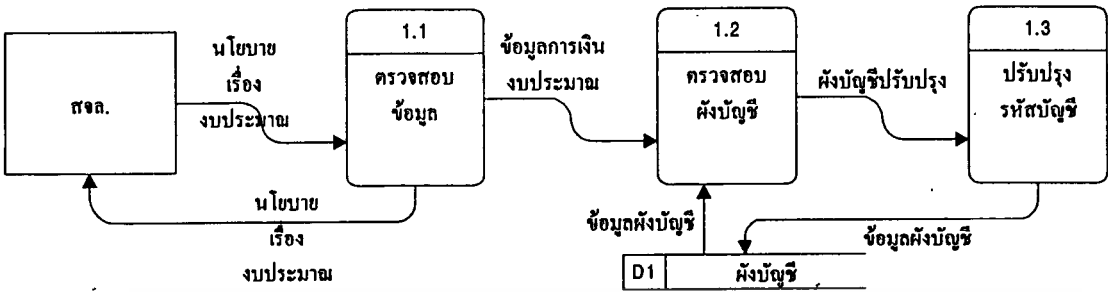 สจล.
นโยบาย
เรื่อง
งบประมาณ
1.1
ตรวจสอบ
ข้อมูล
ข้อมูลการเงิน
งบประมาณ
1.2
ตรวจสอบ
ผังบัญชี
ผังบัญชีปรับปรุง
1.3
ปรับปรุง
รหัสบัญชี
นโยบาย
เรื่อง
งบประมาณ
ข้อมูลผังบัญชี
ข้อมูลผังบัญชี
D1
ผังบัญชี